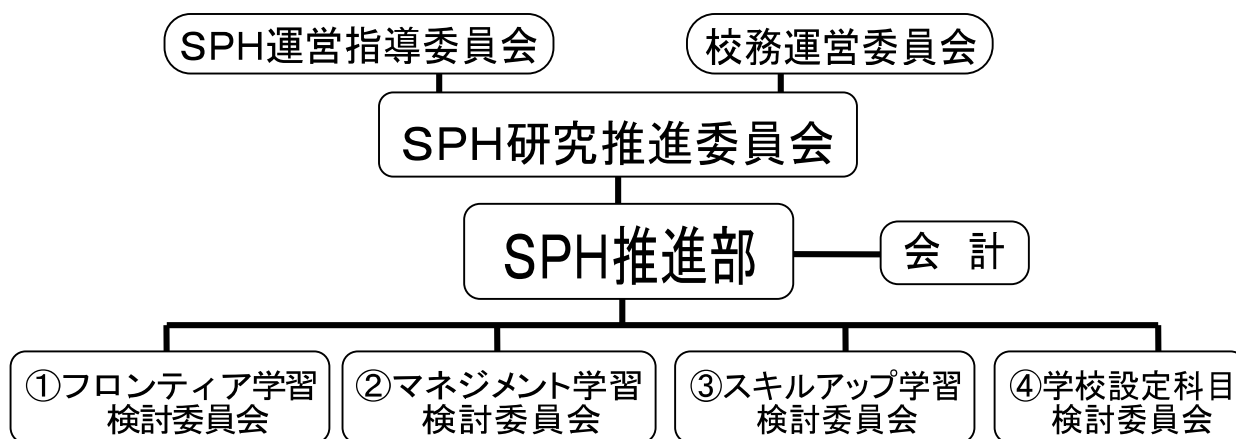 SPH運営指導委員会
校務運営委員会
SPH研究推進委員会
SPH推進部
会 計
①フロンティア学習
検討委員会
②マネジメント学習
検討委員会
③スキルアップ学習
検討委員会
④学校設定科目
検討委員会